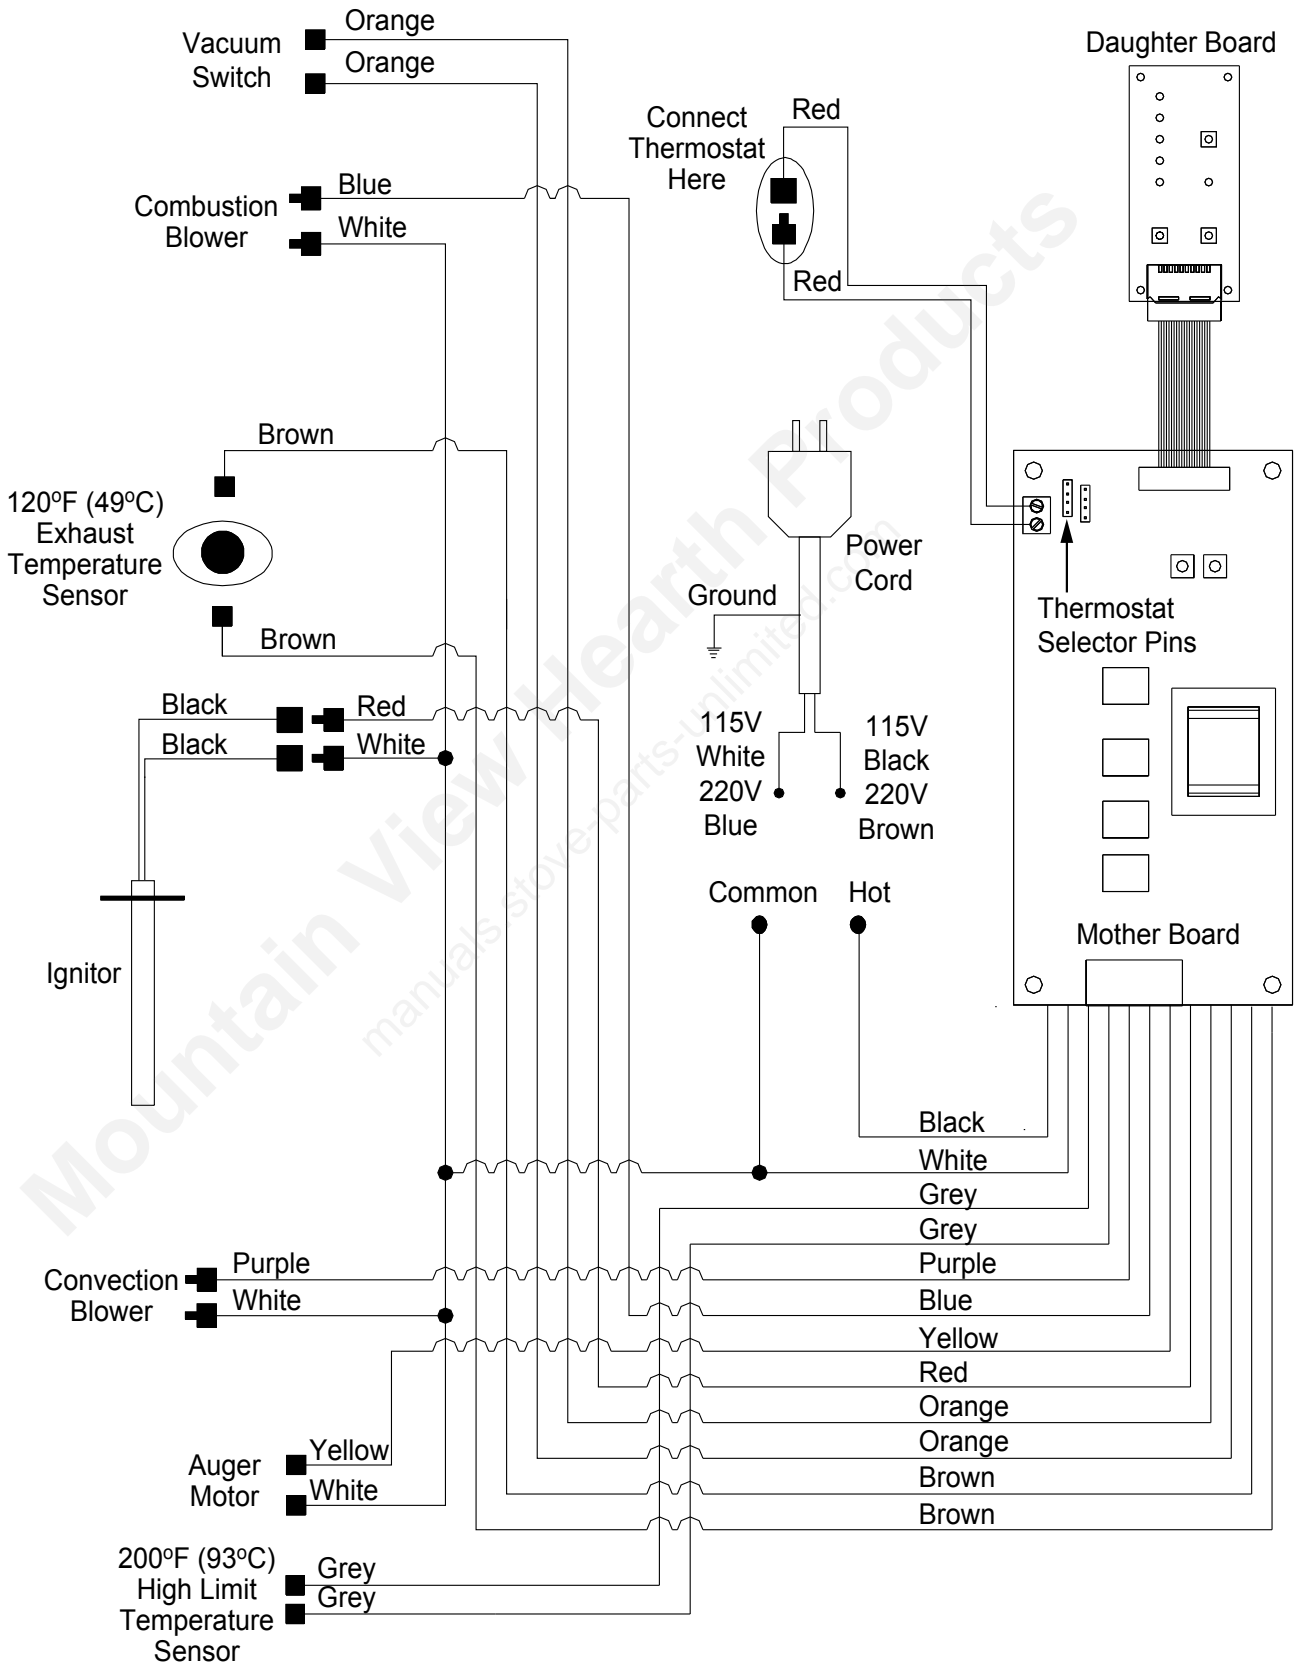 Vacuum
Switch
Orange
Orange
Daughter Board
Connect
Thermostat
Here
Red
Red
Combustion
Blower
Blue
White
Brown
120ºF (49ºC)
Exhaust
Temperature
Sensor
Brown
Power
Cord
Ground
Thermostat
Selector Pins
Black
Red
Black
White
115V
White
220V
Blue
115V
Black
220V
Brown
Common
Hot
Mother Board
Ignitor
Black
White
Grey
Grey
Purple
Blue
Yellow
Red
Orange
Orange
Brown
Brown
Convection
Blower
Purple
White
Auger
Motor
Yellow
White
200ºF (93ºC)
High Limit
Temperature
Sensor
Grey
Grey
Mountain View Hearth Products
manuals.stove-parts-unlimited.com